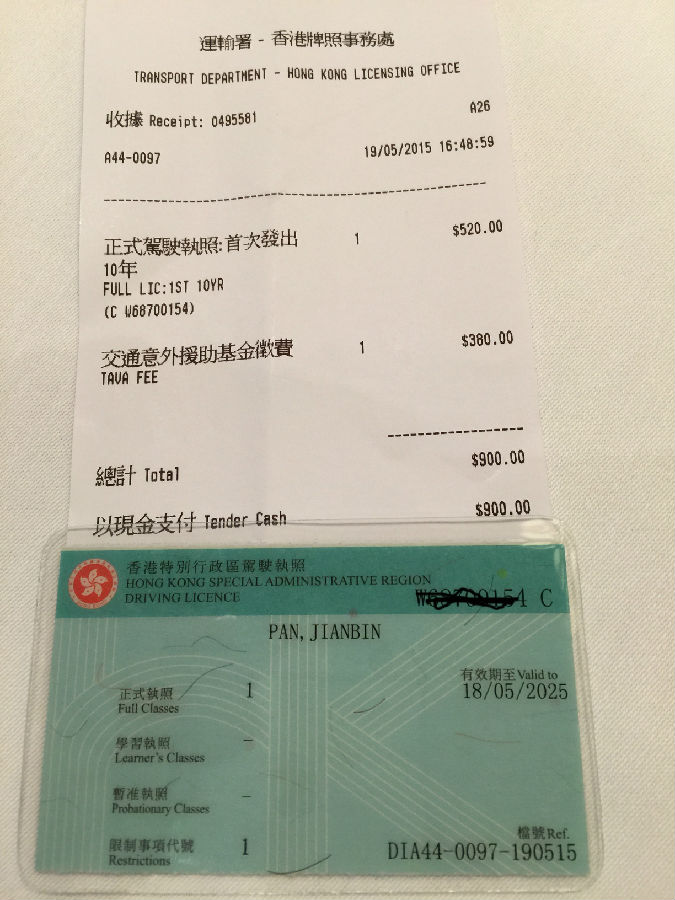 運輸署 - 香港牌照事務處
TRANSPORT DEPARTMENT - HONG KONG LICENSING OFFICE
收據 Receipt: 0495581 A26
A44-0097 19/05/2015 16:48:59
正式駕駛執照:首次發出 1 $520.00
10年
FULL LIC:1ST 10YR
(C W68700154)
交通意外援助基金徵費 1 $380.00
TAVA FEE
總計 Total $900.00
以現金支付 Tender Cash $900.00
香港特別行政區駕駛執照
HONG KONG SPECIAL ADMINISTRATIVE REGION
DRIVING LICENCE
C
PAN,JIANBIN
有效期至 Valid to
18/05/2025
正式執照 1
Full Classes
學習執照 -
Learner's Classes
暫准執照 -
Probationary Classes
限制事項代號 1
Restrictions
檔號 Ref.
DIA44-0097-190515